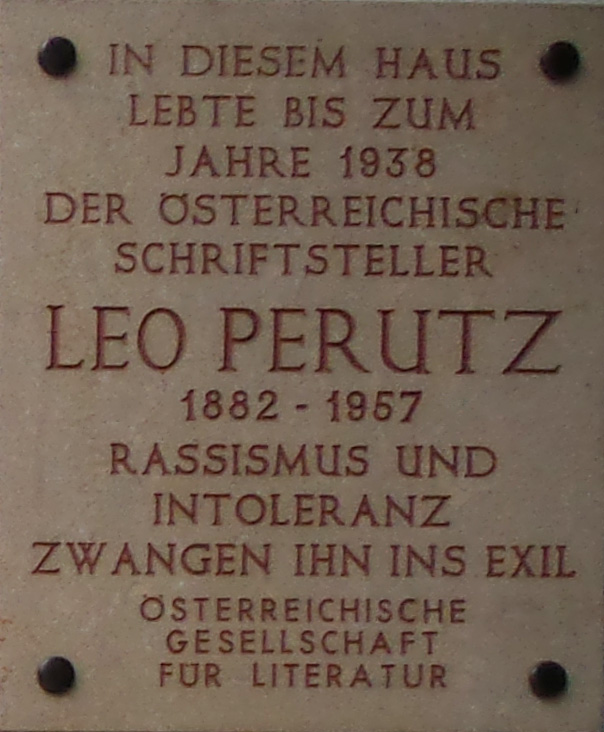 IN DIESEM HAUS
LEBTE BIS ZUM
JAHRE 1938
DER ÖSTERREICHISCHE
SCHRIFTSTELLER
LEO PERUTZ
1882 - 1957
RASSISMUS UND
INTOLERANZ
ZWANGEN IHN INS EXIL
ÖSTERREICHISCHE
GESELLSCHAFT
FÜR LITERATUR